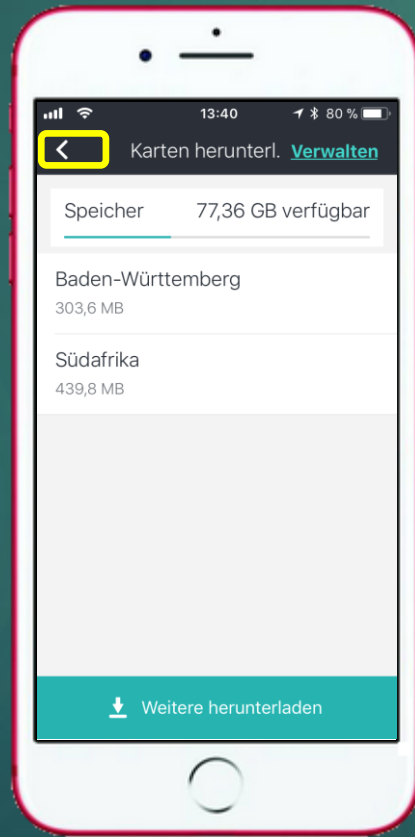 13:40 80 %
Karten herunterl. Verwalten
Speicher 77,36 GB verfügbar
Baden-Württemberg
303,6 MB
Südafrika
439,8 MB
Weitere herunterladen